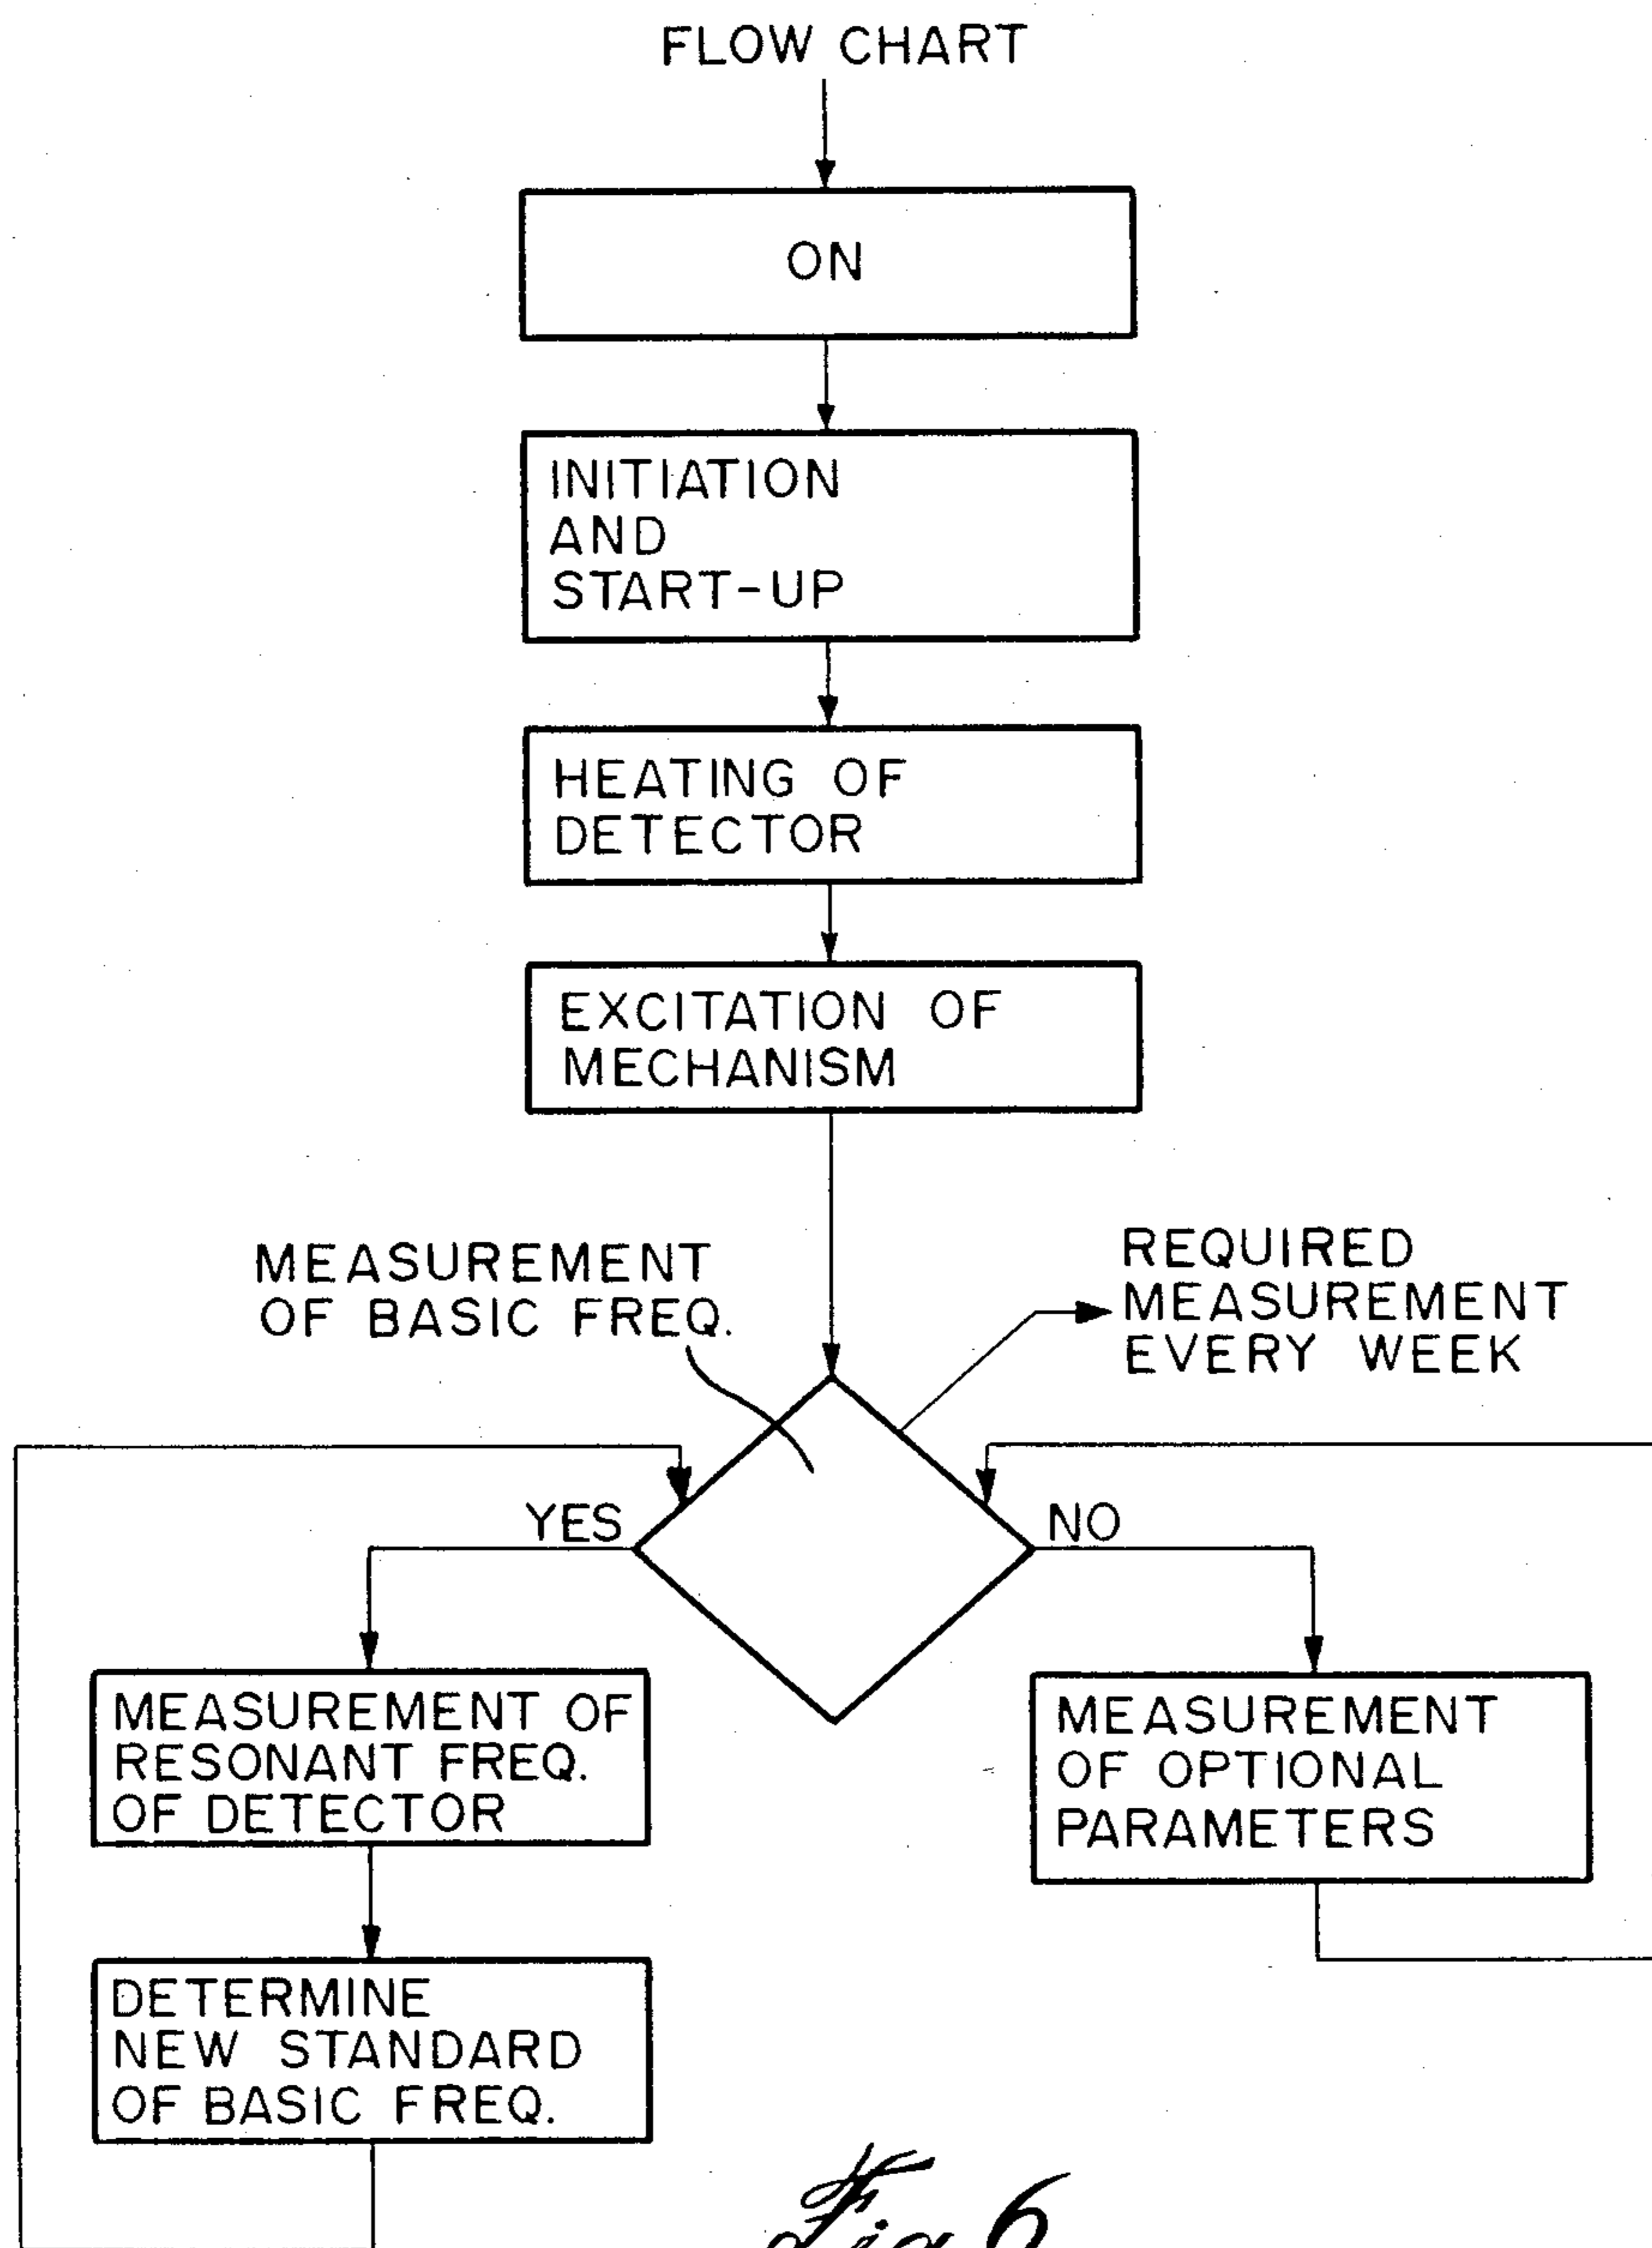 FLOW CHART
ON
INITIATION
AND
START-UP
HEATING OF
DETECTOR
EXCITATION OF
MECHANISM
MEASUREMENT
OF BASIC FREQ.
REQUIRED
MEASUREMENT
EVERY WEEK
YES
NO
MEASUREMENT OF
RESONANT FREQ.
OF DETECTOR
MEASUREMENT
OF OPTIONAL
PARAMETERS
DETERMINE
NEW STANDARD
OF BASIC FREQ.
Fig 6